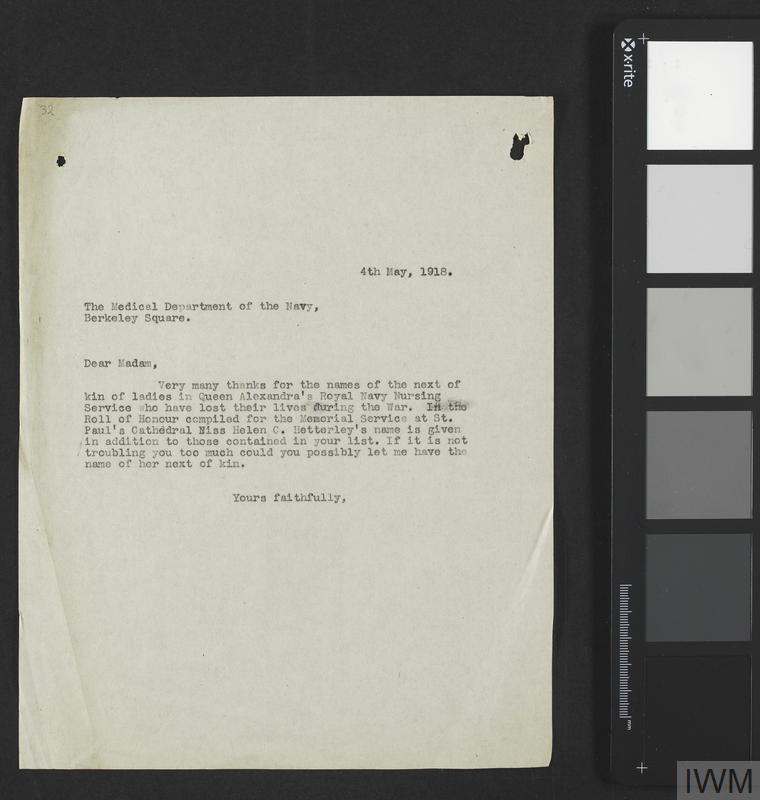 32
4th May, 1918.
The Medical Department of the Navy,
Berkeley Square.
Dear Madam,
Very many thanks for the names of the next of
kin of ladies in Queen Alexandra's Royal Navy Nursing
Service who have lost their lives during the War. In the
Roll of Honour compiled for the Memorial Service at St.
Paul's Cathedral Miss Helen C. Hetterley's name is given
in addition to those contained in your list. If it is not
troubling you too much could you possibly let me have the
name of her next of kin.
Yours faithfully,
x-rite
mm
IWM